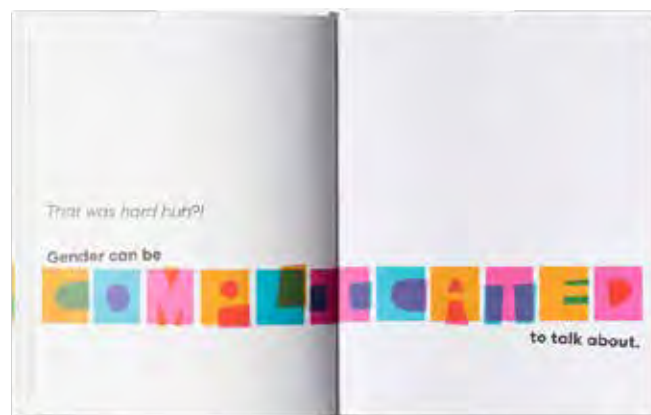 That was hard huh?!
Gender can be
COMPLICATED
to talk about.